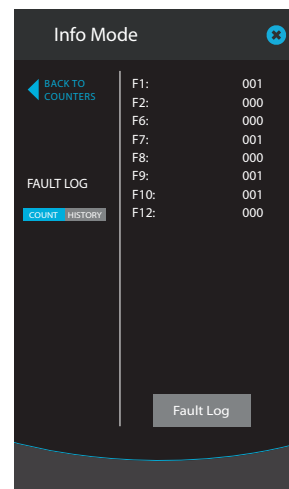 Info Mode
BACK TO
COUNTERS
FAULT LOG
COUNT HISTORY
F1: 001
F2: 000
F6: 000
F7: 001
F8: 000
F9: 001
F10: 001
F12: 000
Fault Log